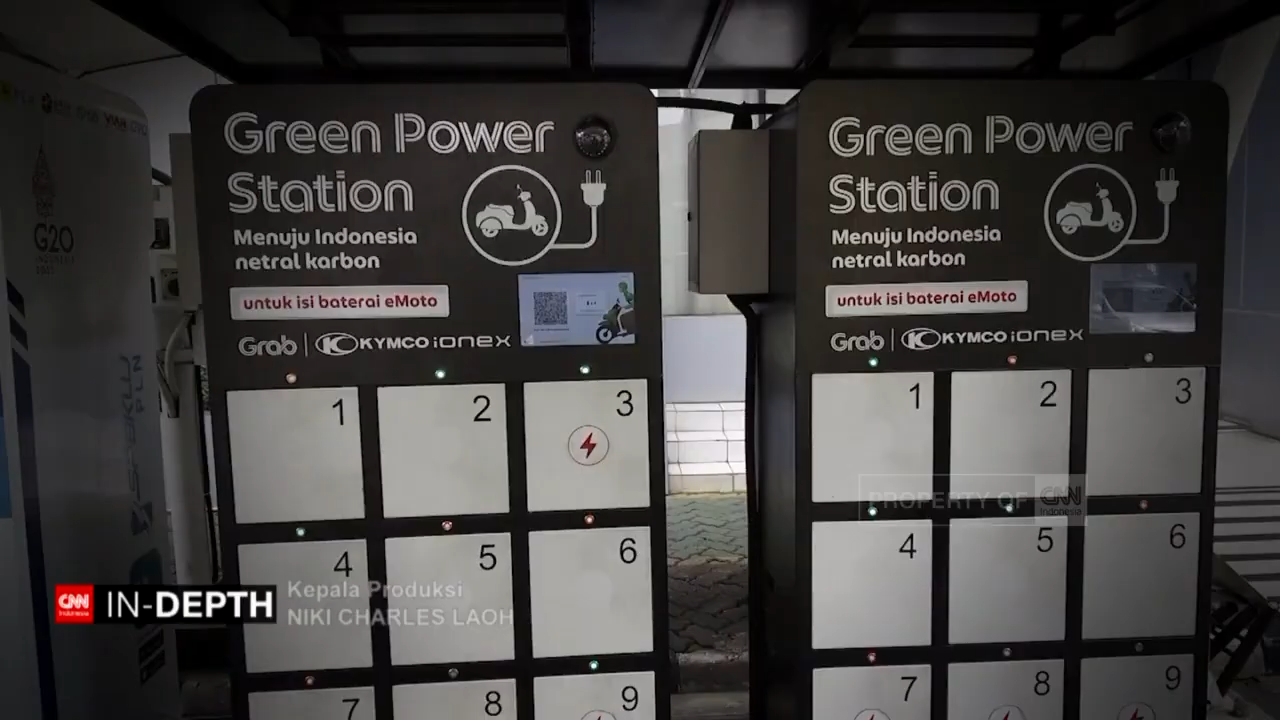 G20
INDONESIA
PLN
Green Power
Station
Menuju Indonesia
netral karbon
untuk isi baterai eMoto
Grab | KYMCO ionex
1 2 3
4 5 6
7 8 9
Green Power
Station
Menuju Indonesia
netral karbon
untuk isi baterai eMoto
Grab | KYMCO ionex
1 2 3
4 5 6
7 8 9
PROPERTY OF CNN Indonesia
CNN Indonesia IN-DEPTH
Kepala Produksi
NIKI CHARLES LAOH